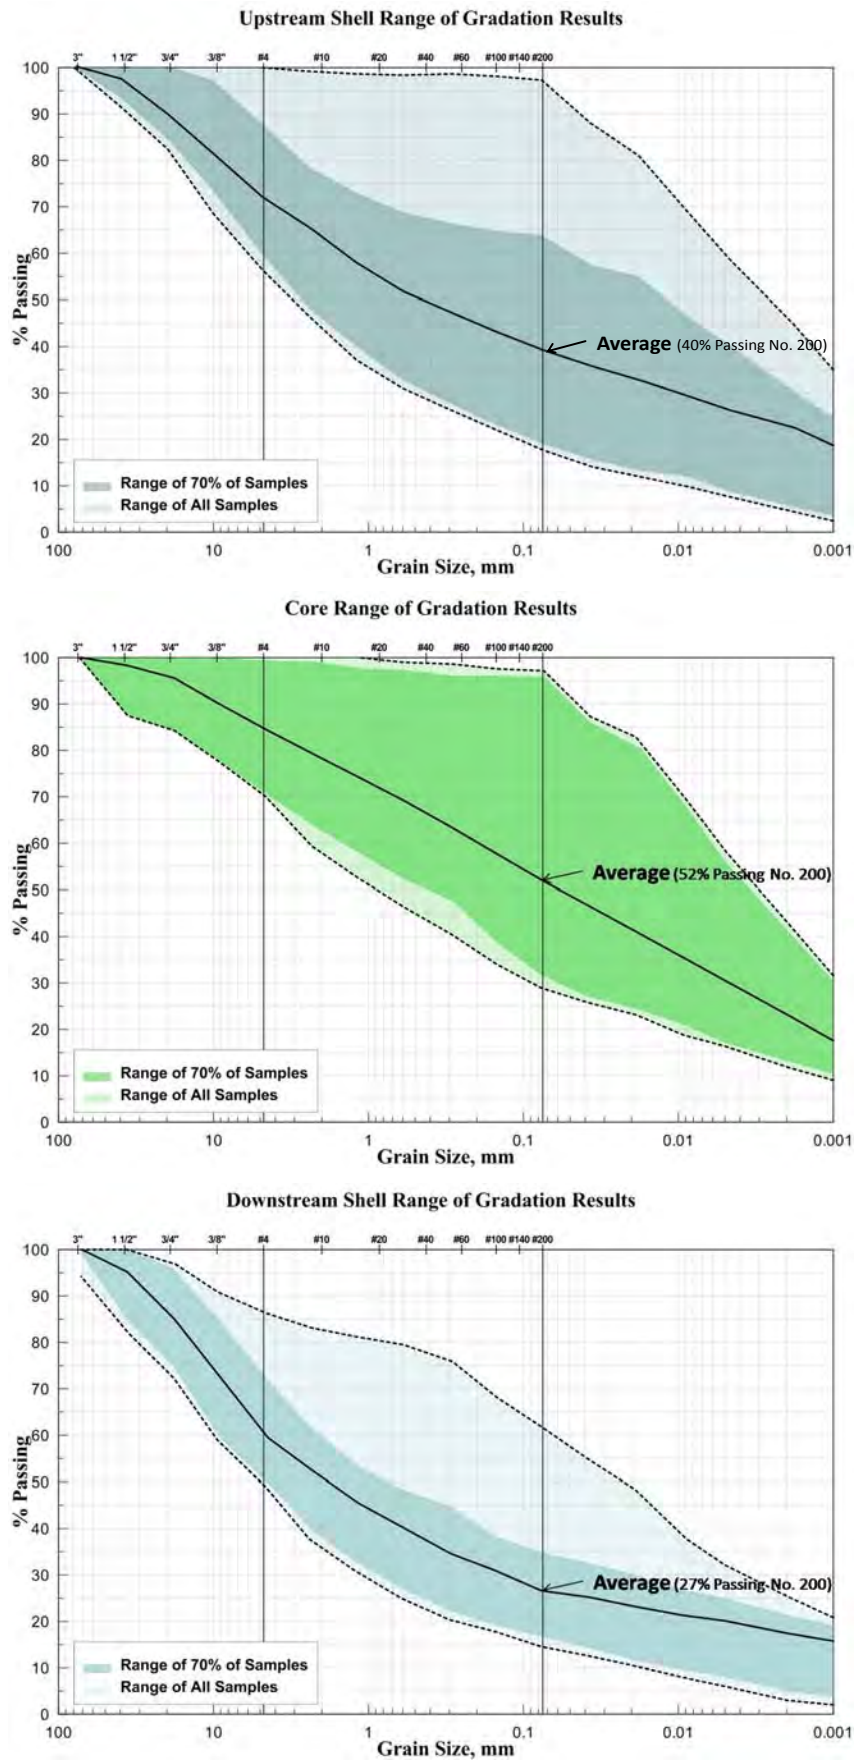 Upstream Shell Range of Gradation Results
3" 1 1/2" 3/4" 3/8" #4 #10 #20 #40 #60 #100 #140 #200
100
90
80
70
60
50
40
30
20
10
0
% Passing
Average (40% Passing No. 200)
Range of 70% of Samples
Range of All Samples
100 10 1 0.1 0.01 0.001
Grain Size, mm
Core Range of Gradation Results
3" 1 1/2" 3/4" 3/8" #4 #10 #20 #40 #60 #100 #140 #200
100
90
80
70
60
50
40
30
20
10
0
% Passing
Average (52% Passing No. 200)
Range of 70% of Samples
Range of All Samples
100 10 1 0.1 0.01 0.001
Grain Size, mm
Downstream Shell Range of Gradation Results
3" 1 1/2" 3/4" 3/8" #4 #10 #20 #40 #60 #100 #140 #200
100
90
80
70
60
50
40
30
20
10
0
% Passing
Average (27% Passing No. 200)
Range of 70% of Samples
Range of All Samples
100 10 1 0.1 0.01 0.001
Grain Size, mm